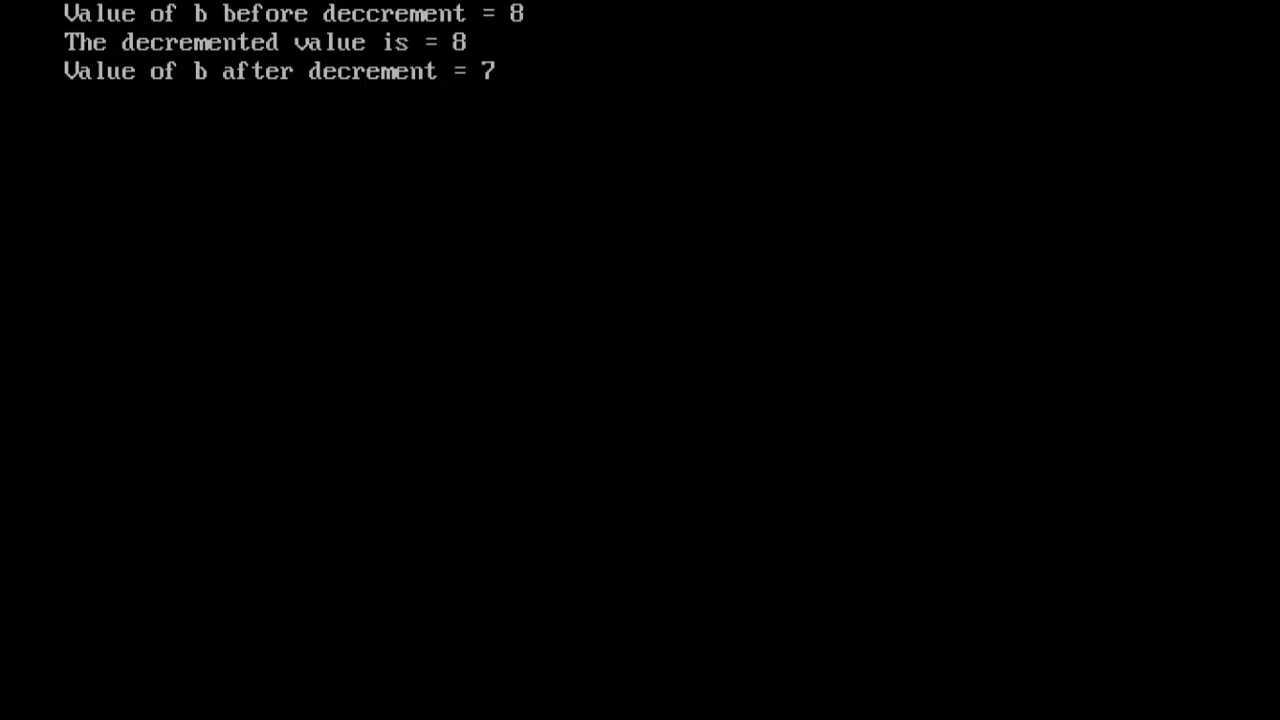 Value of b before deccrement = 8
The decremented value is = 8
Value of b after decrement = 7